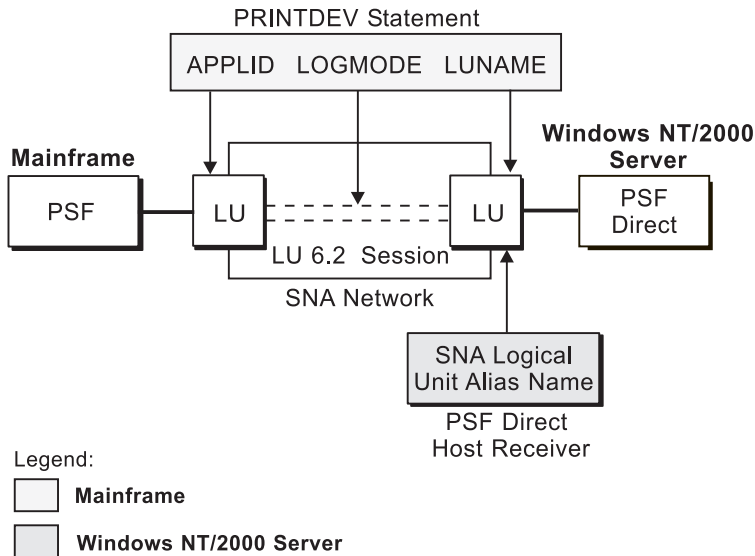 PRINTDEV Statement
APPLID LOGMODE LUNAME
Mainframe
Windows NT/2000
Server
PSF
LU
LU
PSF
Direct
LU 6.2 Session
SNA Network
SNA Logical
Unit Alias Name
PSF Direct
Host Receiver
Legend:
Mainframe
Windows NT/2000 Server